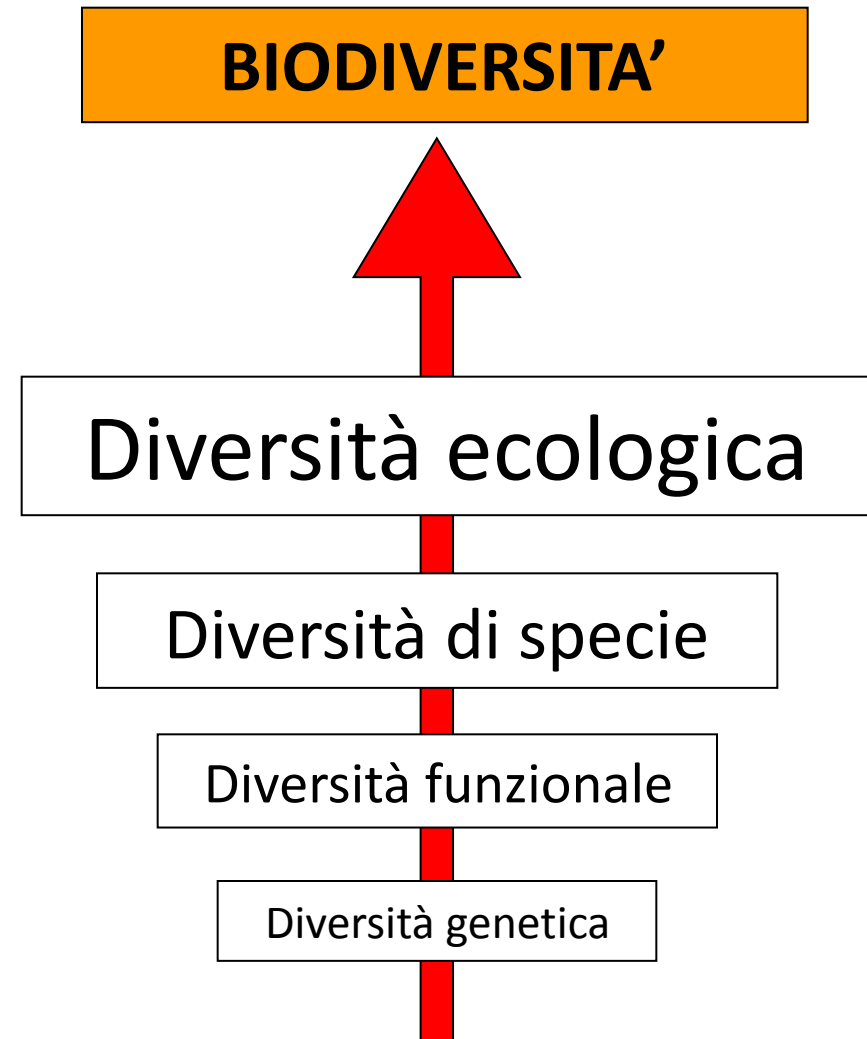 BIODIVERSITA’
Diversità ecologica
Diversità di specie
Diversità funzionale
Diversità genetica